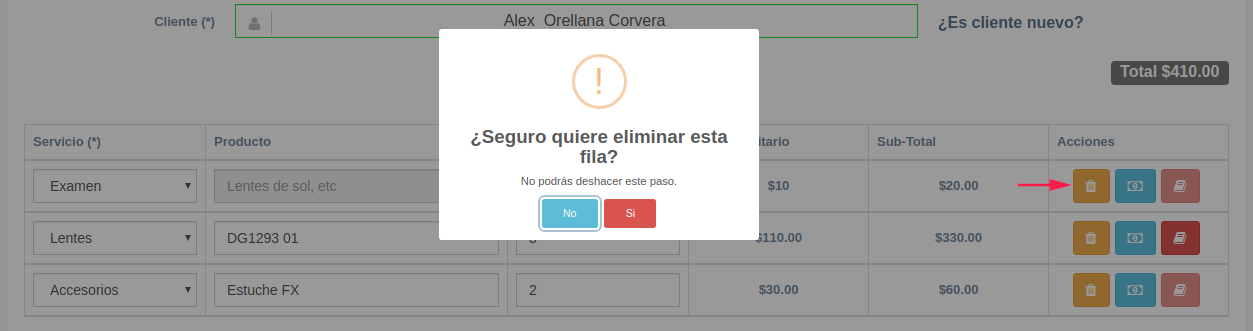 Cliente (*)
Alex Orellana Corvera
¿Es cliente nuevo?
Total $410.00
!
¿Seguro quiere eliminar esta
fila?
No podrás deshacer este paso.
No Si
Servicio (*) Producto Sub-Total Acciones
Examen Lentes de sol, etc $10 $20.00
Lentes DG1293 01 $110.00 $330.00
Accesorios Estuche FX 2 $30.00 $60.00